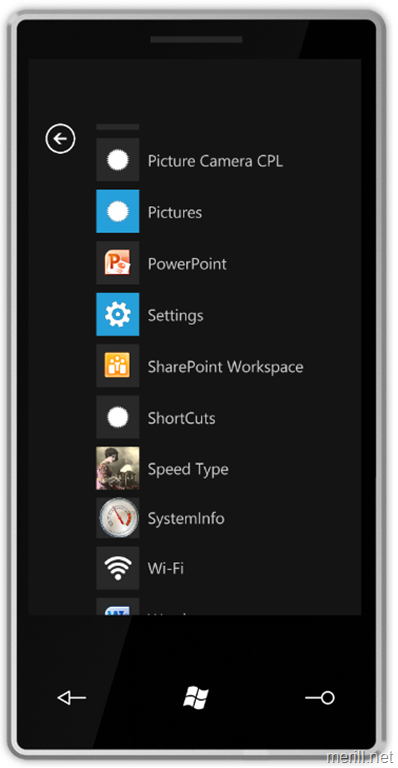 Picture Camera CPL
Pictures
PowerPoint
Settings
SharePoint Workspace
ShortCuts
Speed Type
SystemInfo
Wi-Fi
merill.net